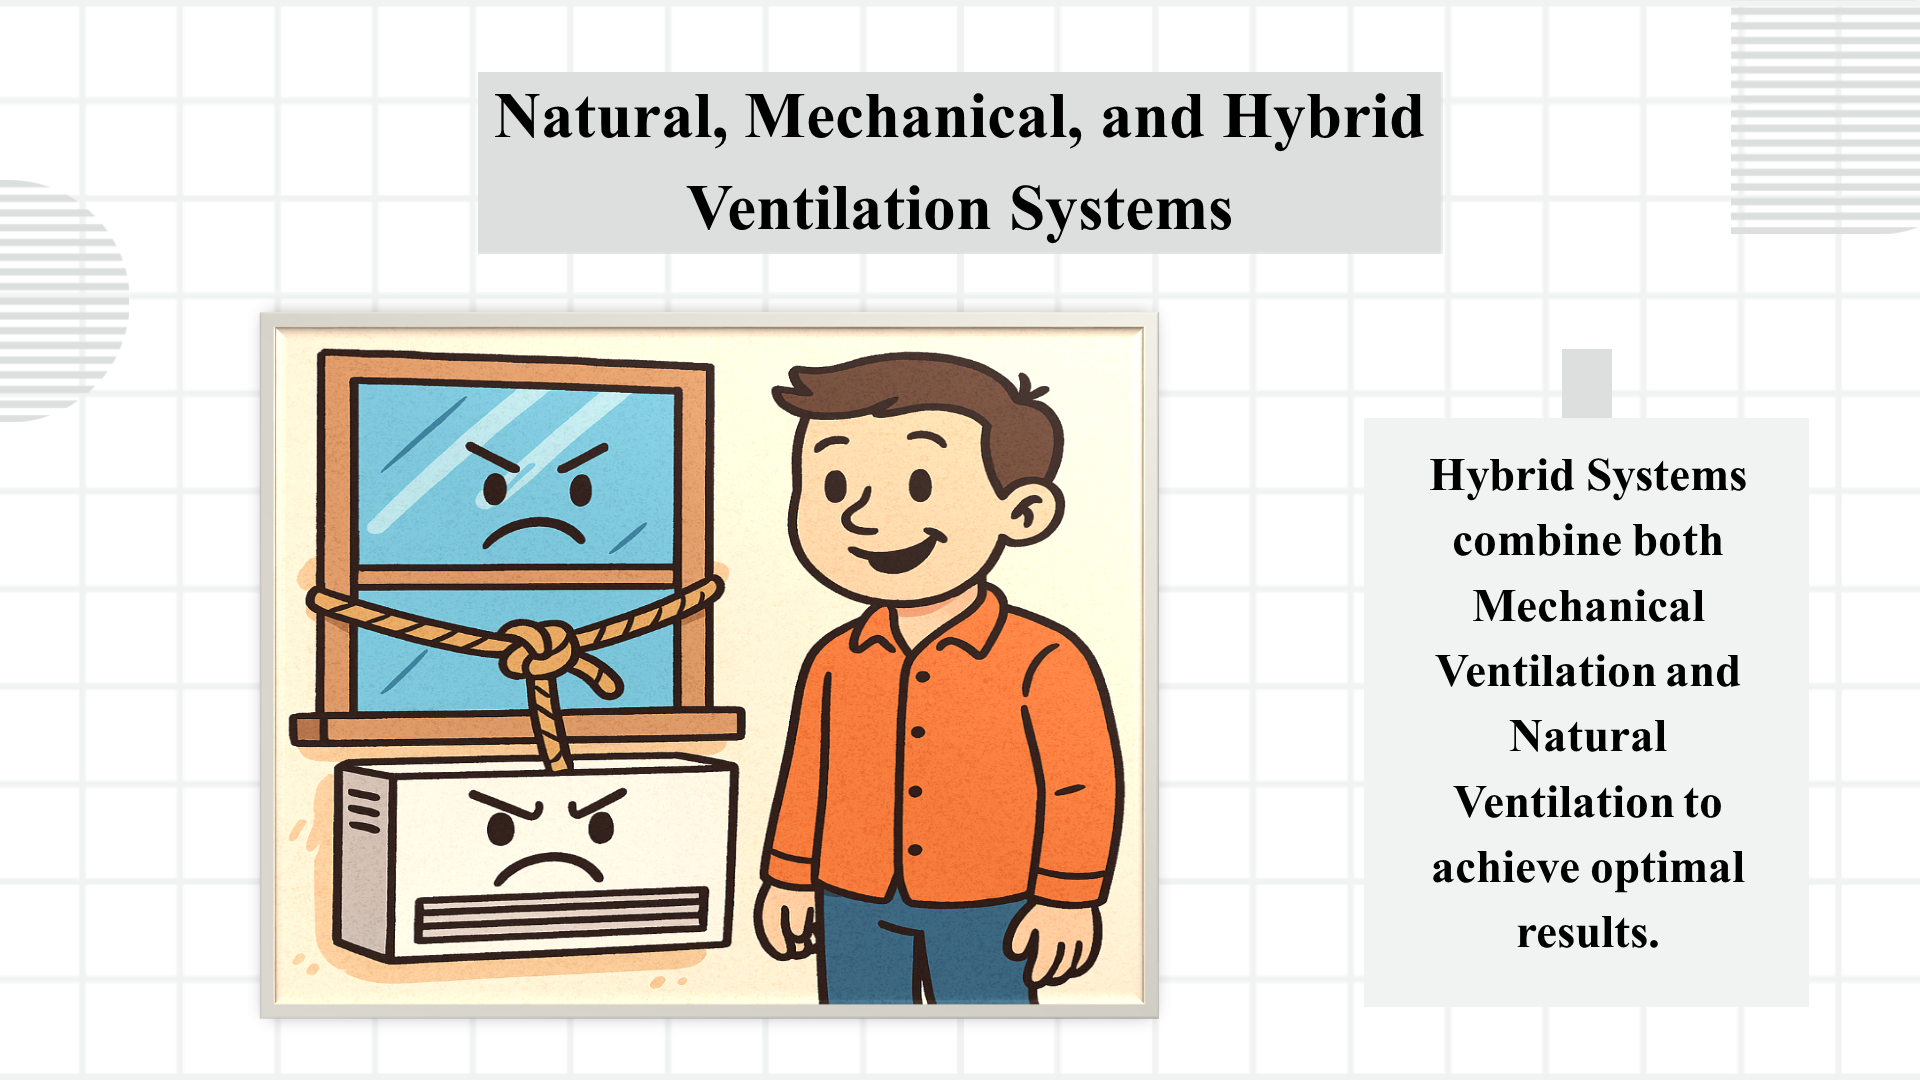 Natural, Mechanical, and Hybrid
Ventilation Systems
Hybrid Systems
combine both
Mechanical
Ventilation and
Natural
Ventilation to
achieve optimal
results.